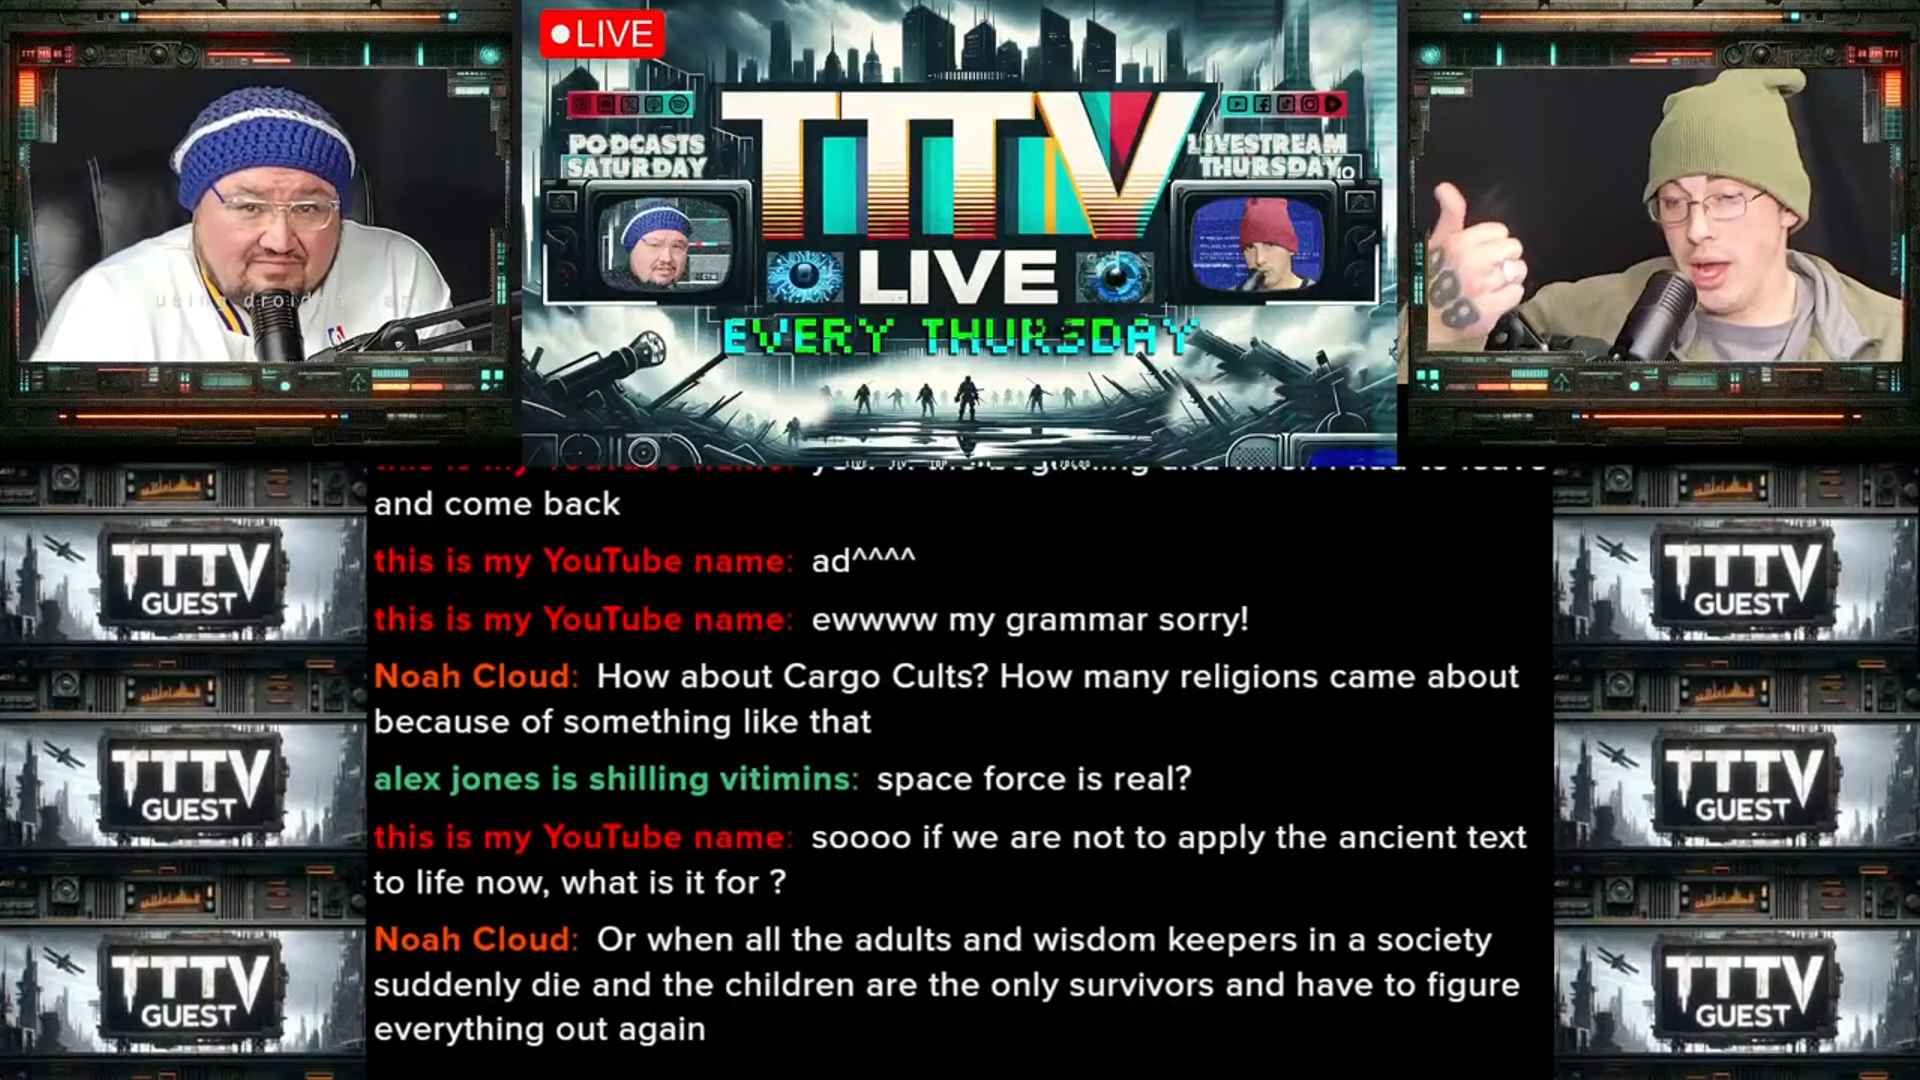 LIVE
PODCASTS
SATURDAY
TTTV
LIVESTREAM
THURSDAY
LIVE
EVERY THURSDAY
and come back
this is my YouTube name: ad^^^^
this is my YouTube name: ewwww my grammar sorry!
Noah Cloud: How about Cargo Cults? How many religions came about
because of something like that
alex jones is shilling vitimins: space force is real?
this is my YouTube name: soooo if we are not to apply the ancient text
to life now, what is it for ?
Noah Cloud: Or when all the adults and wisdom keepers in a society
suddenly die and the children are the only survivors and have to figure
everything out again
TTTV
GUEST
TTTV
GUEST
TTTV
GUEST
TTTV
GUEST
TTTV
GUEST
TTTV
GUEST